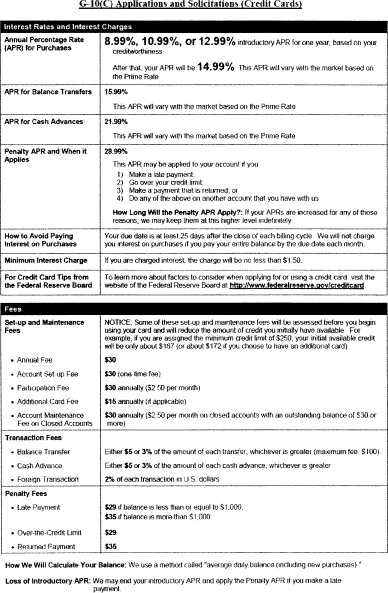 G-10(C) Applications and Solicitations (Credit Cards)
Interest Rates and Interest Charges
Annual Percentage Rate (APR) for Purchases
8.99%, 10.99%, or 12.99% introductory APR for one year, based on your
creditworthiness
After that, your APR will be 14.99% This APR will vary with the market based on
the Prime Rate
APR for Balance Transfers
15.99%
This APR will vary with the market based on the Prime Rate
APR for Cash Advances
21.99%
This APR will vary with the market based on the Prime Rate
Penalty APR and When it
Applies
28.99%
This APR may be applied to your account if you
1) Make a late payment,
2) Go over your credit limit;
3) Make a payment that is returned; or
4) Do any of the above on another account that you have with us
How Long Will the Penalty APR Apply?: If your APRs are increased for any of these
reasons, we may keep them at this higher level indefinitely
How to Avoid Paying
Interest on Purchases
Your due date is at least 25 days after the close of each billing cycle. We will not charge
you interest on purchases if you pay your entire balance by the due date each month.
Minimum Interest Charge
If you are charged interest, the charge will be no less than $1.50.
For Credit Card Tips from
the Federal Reserve Board
To learn more about factors to consider when applying for or using a credit card visit the
website of the Federal Reserve Board at http://www.federalreserve.gov/creditcard
Fees
Set-up and Maintenance
Fees
NOTICE: Some of these set-up and maintenance fees will be assessed before you begin
using your card and will reduce the amount of credit you initially have available For
example, if you are assigned the minimum credit limit of $250, your initial available credit
will be only about $187 (or about $172 if you choose to have an additional card)
• Annual Fee
$30
• Account Set-up Fee
$30 (one time fee)
• Participation Fee
$30 annually ($2.50 per month)
• Additional Card Fee
$15 annually (if applicable)
• Account Maintenance
Fee on Closed Accounts
$30 annually ($2.50 per month on closed accounts with an outstanding balance of $30 or
more)
Transaction Fees
• Balance Transfer
Either $5 or 3% of the amount of each transfer, whichever is greater (maximum fee. $100).
• Cash Advance
Either $5 or 3% of the amount of each cash advance, whichever is greater
• Foreign Transaction
2% of each transaction in U.S. dollars
Penalty Fees
• Late Payment
$29 if balance is less than or equal to $1,000,
$35 if balance is more than $1,000
• Over-the-Credit Limit
$29
• Returned Payment
$35
How We Will Calculate Your Balance: We use a method called "average daily balance (including new purchases)."
Loss of Introductory APR: We may end your introductory APR and apply the Penalty APR if you make a late
payment.